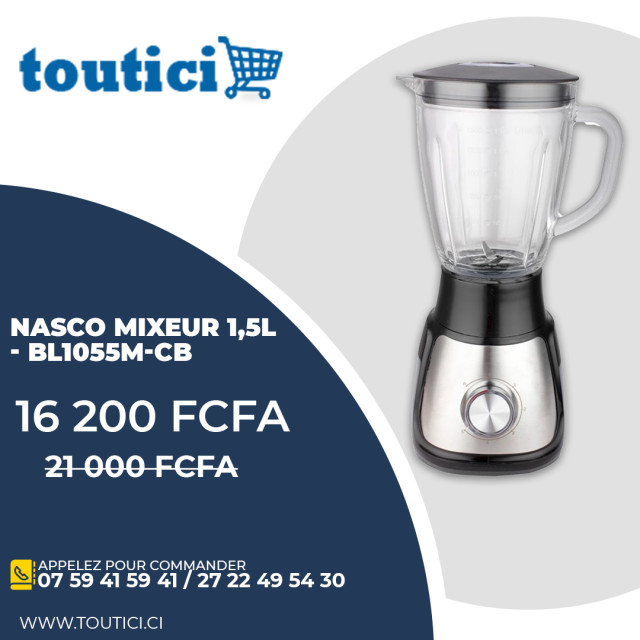 toutici
NASCO MIXEUR 1,5L
- BL1055M-CB
16 200 FCFA
21 000 FCFA
APPELEZ POUR COMMANDER
07 59 41 59 41 / 27 22 49 54 30
WWW.TOUTICI.CI